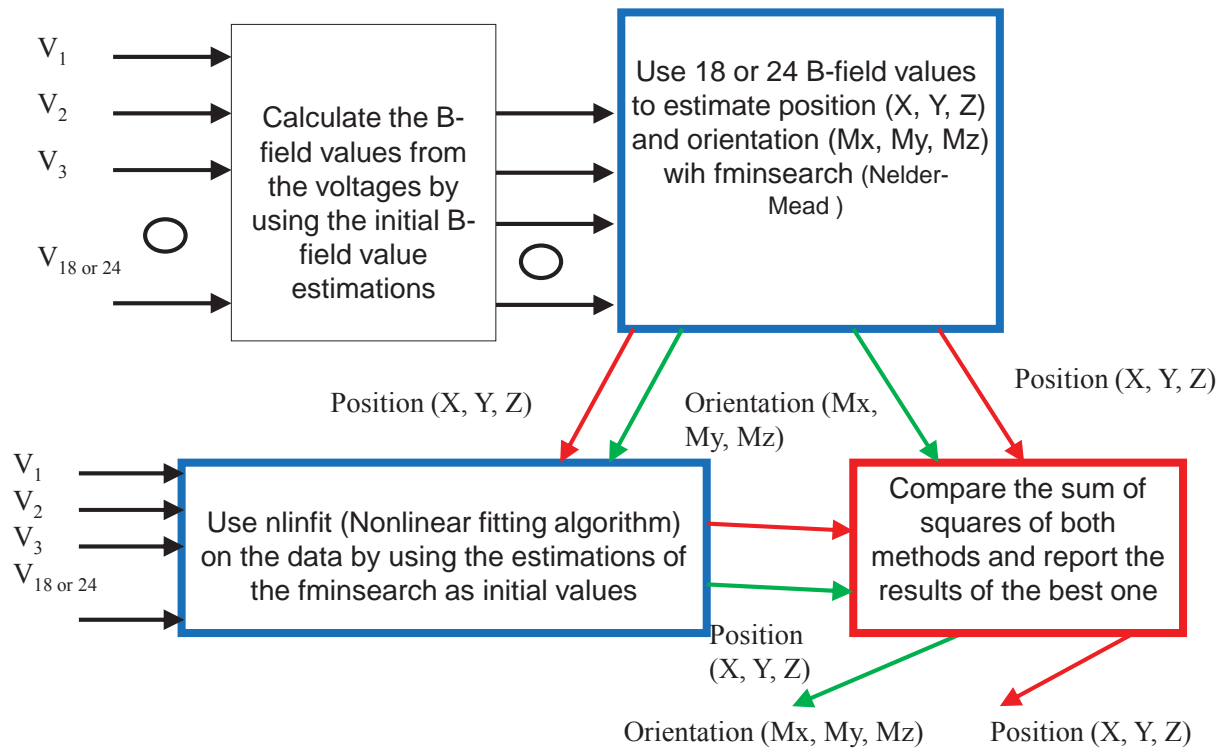 V1
V2
V3
V18 or 24
Calculate the B-
field values from
the voltages by
using the initial B-
field value
estimations
Use 18 or 24 B-field values
to estimate position (X, Y, Z)
and orientation (Mx, My, Mz)
wih fminsearch (Nelder-
Mead )
Position (X, Y, Z)
Orientation (Mx,
My, Mz)
Position (X, Y, Z)
V1
V2
V3
V18 or 24
Use nlinfit (Nonlinear fitting algorithm)
on the data by using the estimations of
the fminsearch as initial values
Compare the sum of
squares of both
methods and report the
results of the best one
Position
(X, Y, Z)
Orientation (Mx, My, Mz)
Position (X, Y, Z)